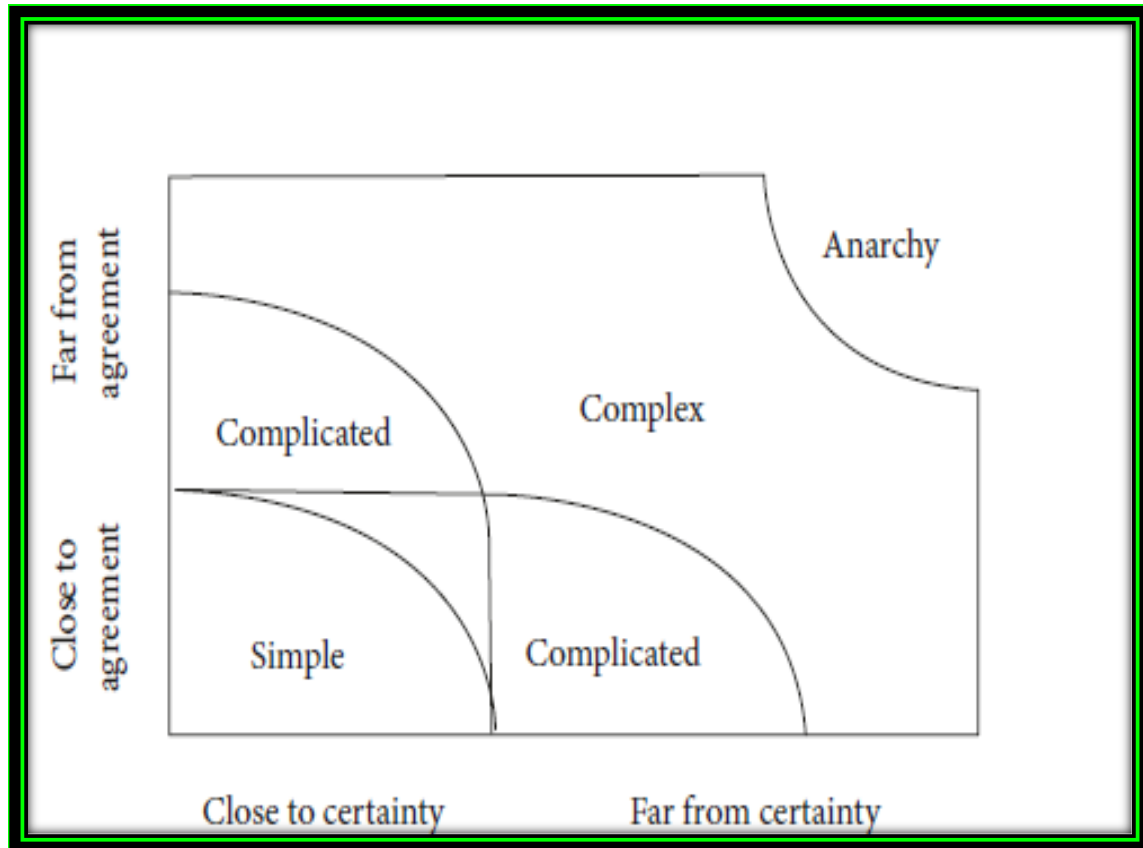 Far from
agreement
Anarchy
Complex
Complicated
Close to
agreement
Simple
Complicated
Close to certainty
Far from certainty